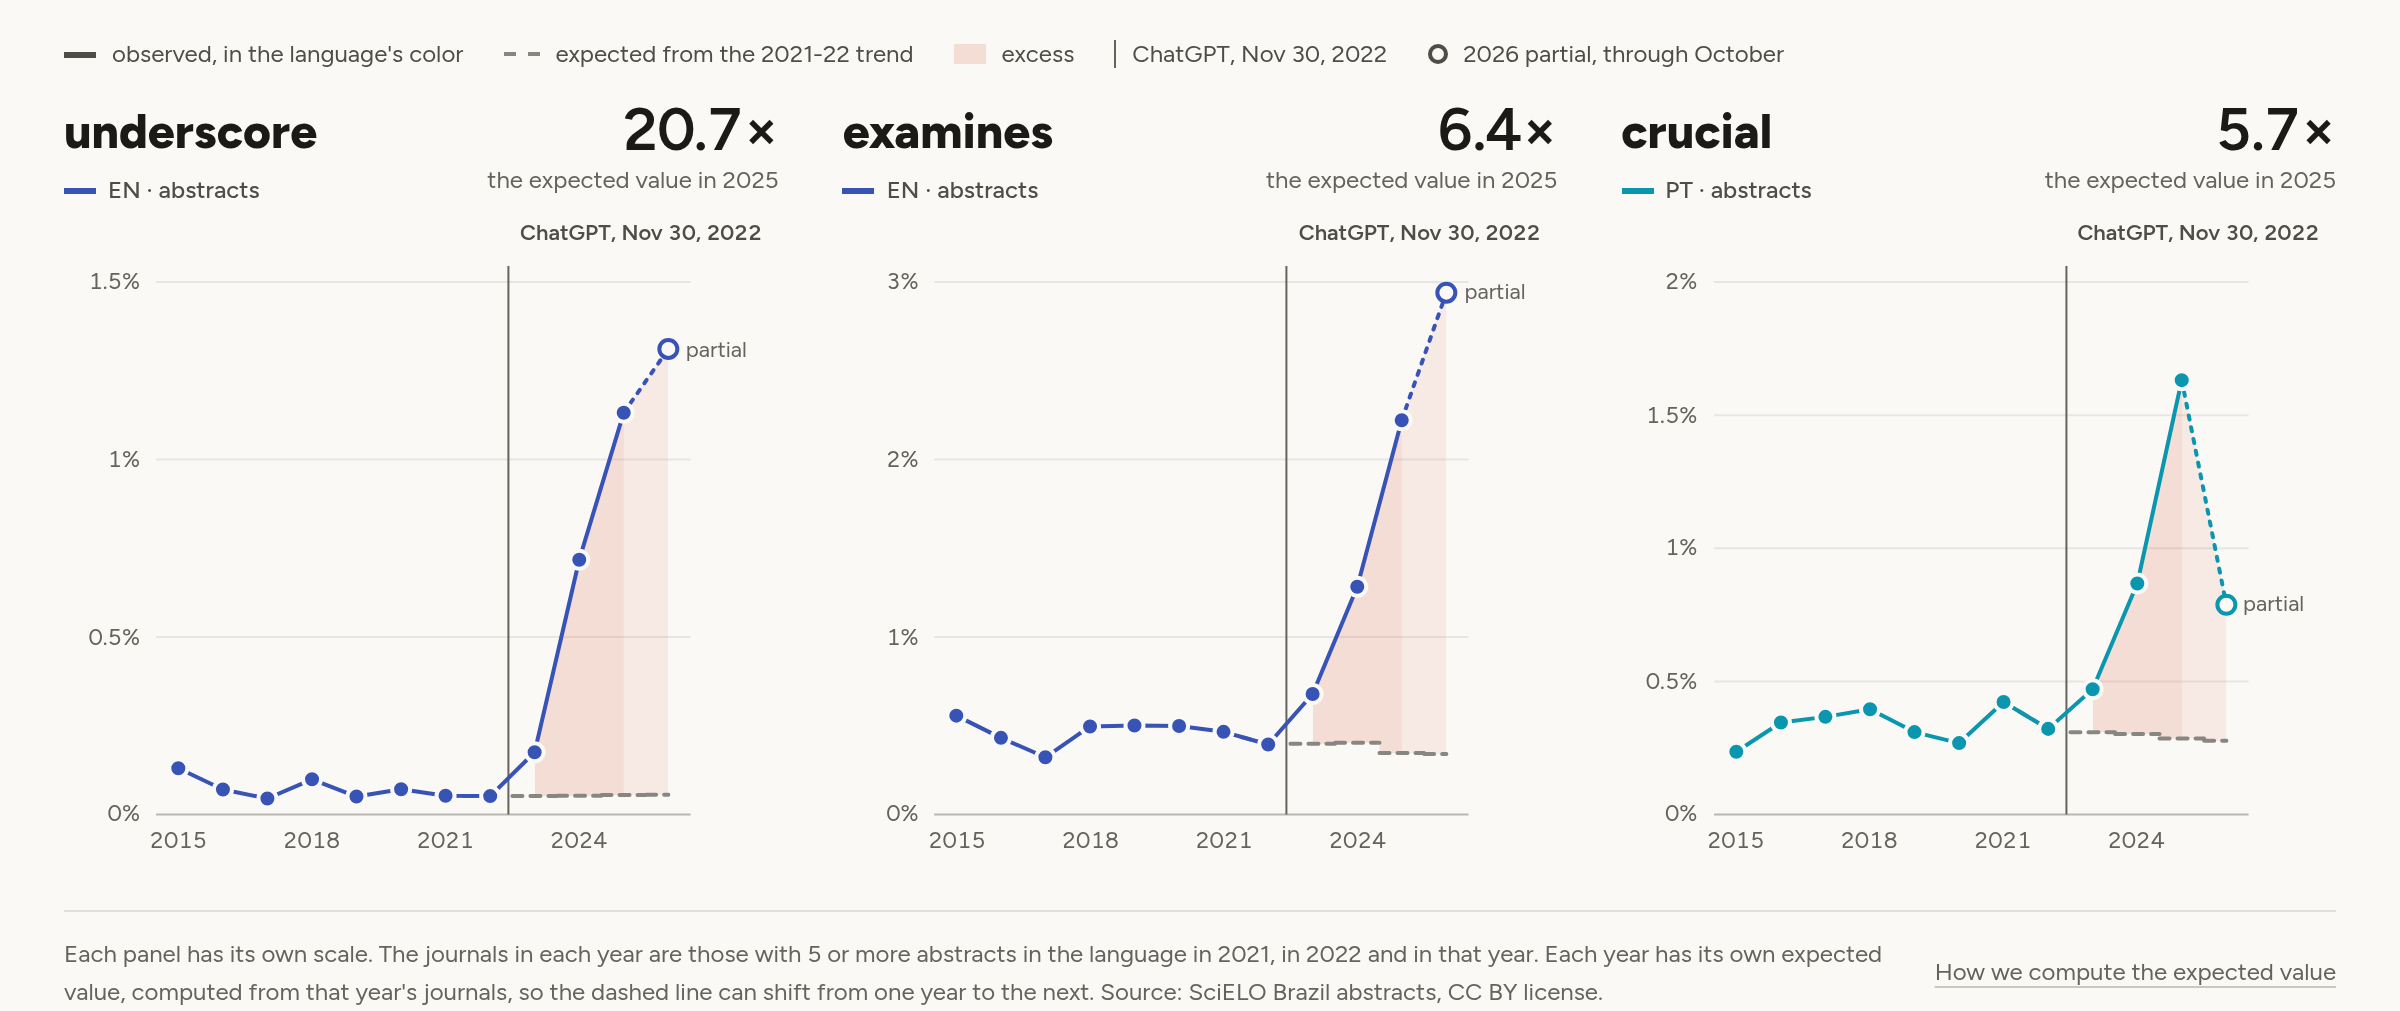 observed, in the language's color
expected from the 2021-22 trend
excess
ChatGPT, Nov 30, 2022
2026 partial, through October
underscore
20.7×
the expected value in 2025
EN · abstracts
ChatGPT, Nov 30, 2022
1.5%
1%
0.5%
0%
partial
2015 2018 2021 2024
examines
6.4×
the expected value in 2025
EN · abstracts
ChatGPT, Nov 30, 2022
3%
2%
1%
0%
partial
2015 2018 2021 2024
crucial
5.7×
the expected value in 2025
PT · abstracts
ChatGPT, Nov 30, 2022
2%
1.5%
1%
0.5%
0%
partial
2015 2018 2021 2024
Each panel has its own scale. The journals in each year are those with 5 or more abstracts in the language in 2021, in 2022 and in that year. Each year has its own expected
value, computed from that year's journals, so the dashed line can shift from one year to the next. Source: SciELO Brazil abstracts, CC BY license.
How we compute the expected value